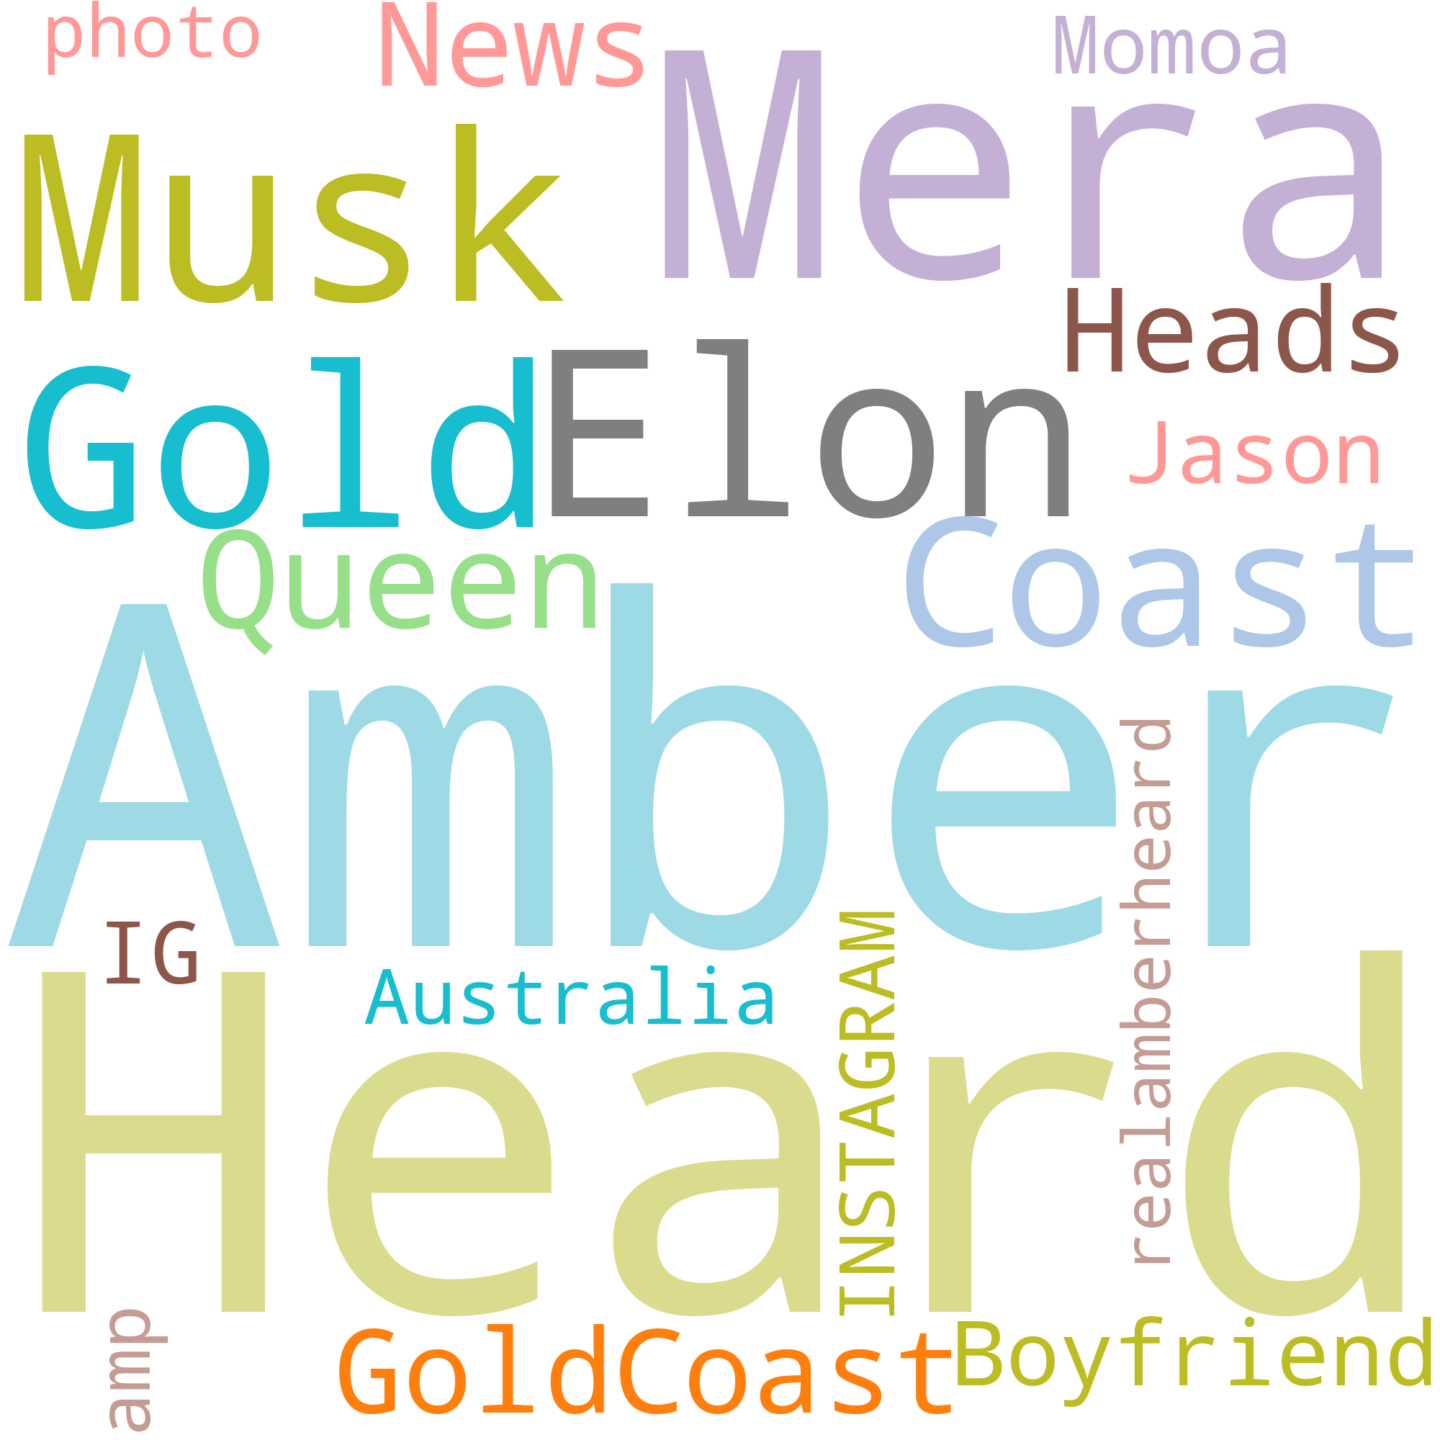 photo
News
Momoa
Musk
Mera
Heads
Gold
Elon
Jason
Queen
Coast
Amber
realamberheard
IG
Australia
INSTAGRAM
Heard
amp
GoldCoast
Boyfriend